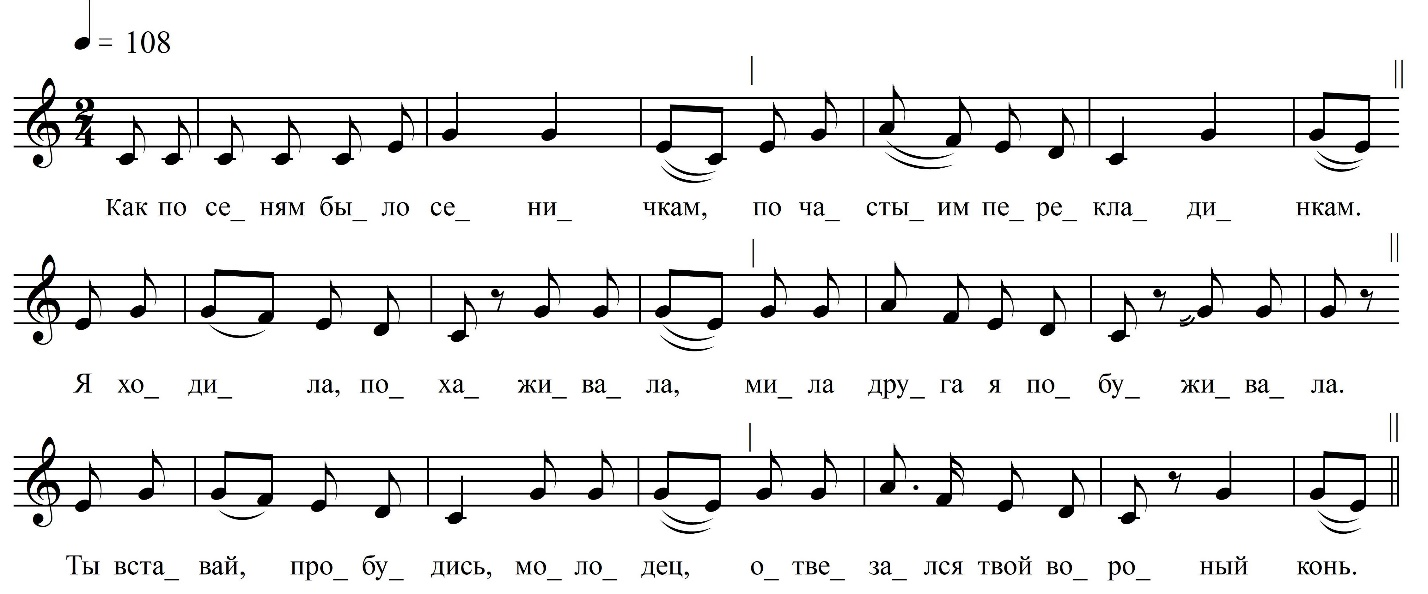 = 108
2
4
Как по се_ ням бы_ ло се_ ни_ чкам, по ча_ сты_ им пе_ ре_ кла_ ди_ нкам.
Я хо_ ди_ ла, по_ ха_ жи_ ва_ ла, ми_ ла дру_ га я по_ бу_ жи_ ва_ ла.
Ты вста_ вай, про_ бу_ дись, мо_ ло_ дец, о_ тве_ за_ лся твой во_ ро_ ный конь.